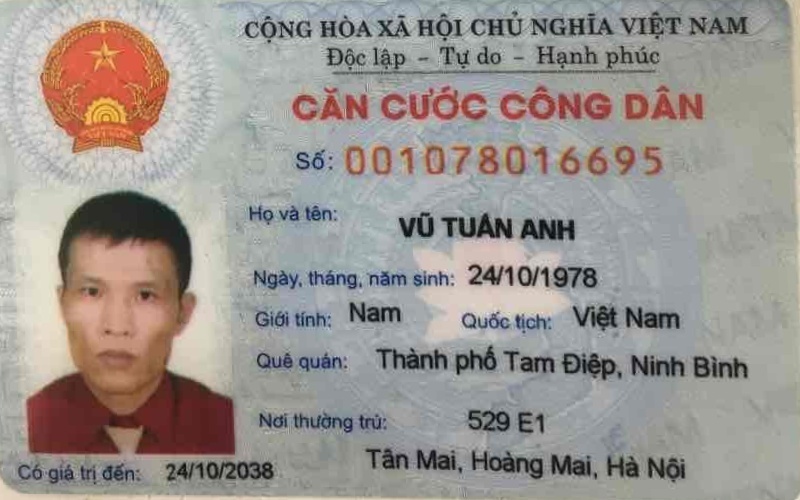 CỘNG HÒA XÃ HỘI CHỦ NGHĨA VIỆT NAM
Độc lập - Tự do - Hạnh phúc
CĂN CƯỚC CÔNG DÂN
Số: 001078016695
Họ và tên: VŨ TUẤN ANH
Ngày, tháng, năm sinh: 24/10/1978
Giới tính: Nam Quốc tịch: Việt Nam
Quê quán: Thành phố Tam Điệp, Ninh Bình
Nơi thường trú: 529 E1
Tân Mai, Hoàng Mai, Hà Nội
Có giá trị đến: 24/10/2038